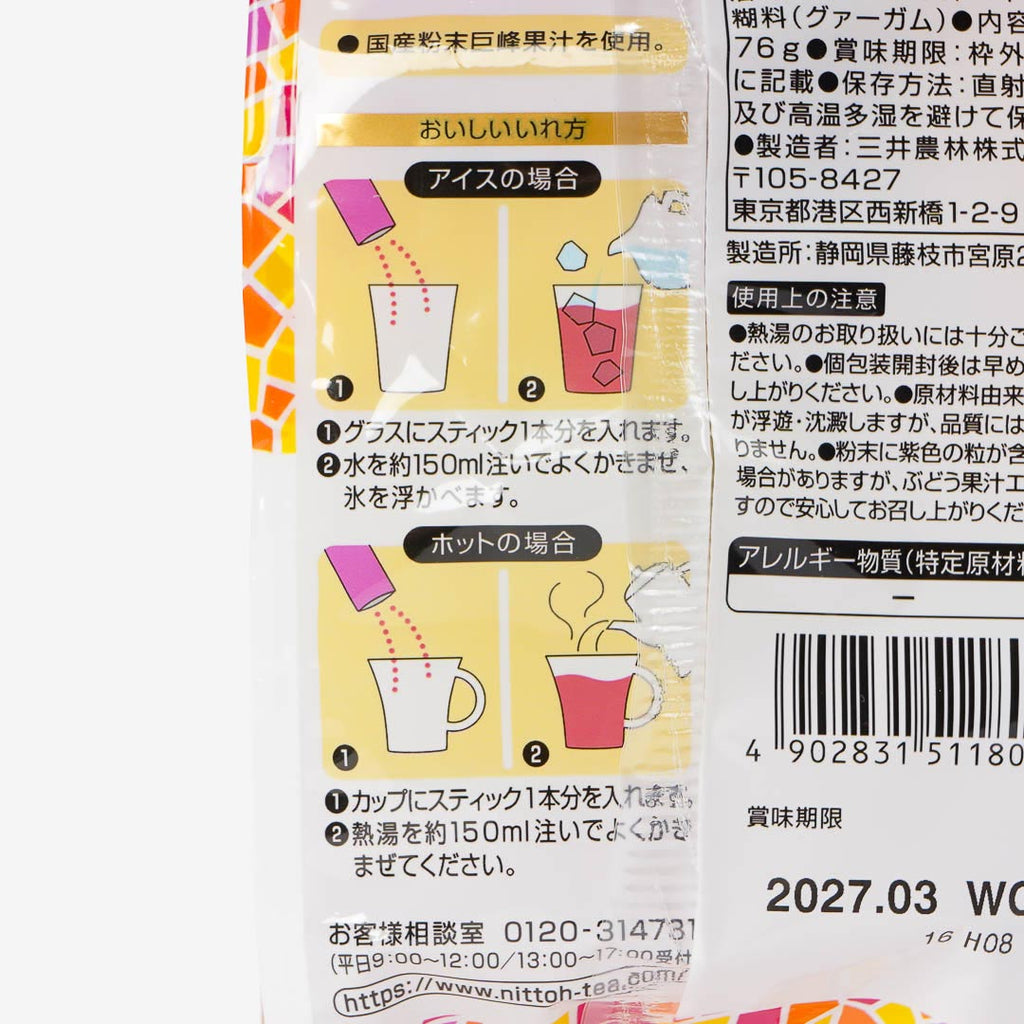 ●国産粉末巨峰果汁を使用。
おいしいいれ方
アイスの場合
❶
❷
❶グラスにスティック1本分を入れます。
❷水を約150ml注いでよくかきまぜ、
氷を浮かべます。
ホットの場合
❶
❷
❶カップにスティック1本分を入れます。
❷熱湯を約150ml注いでよくかき
まぜてください。
お客様相談室 0120-314731
(平日9:00〜12:00/13:00〜17:00受付
https://www.nittoh-tea.com/
糊料(グァーガム)●内容
76g●賞味期限:枠外
に記載●保存方法:直射
及び高温多湿を避けて保
●製造者:三井農林株式
〒105-8427
東京都港区西新橋1-2-9
製造所:静岡県藤枝市宮原2
使用上の注意
●熱湯のお取り扱いには十分ご
ださい。●個包装開封後は早め
し上がりください。●原材料由来
が浮遊・沈澱しますが、品質には
りません。●粉末に紫色の粒が含
場合がありますが、ぶどう果汁エ
すので安心してお召し上がりくだ
アレルギー物質(特定原材料
ー
4 902831 51180
賞味期限
2027.03 WC
16 H08